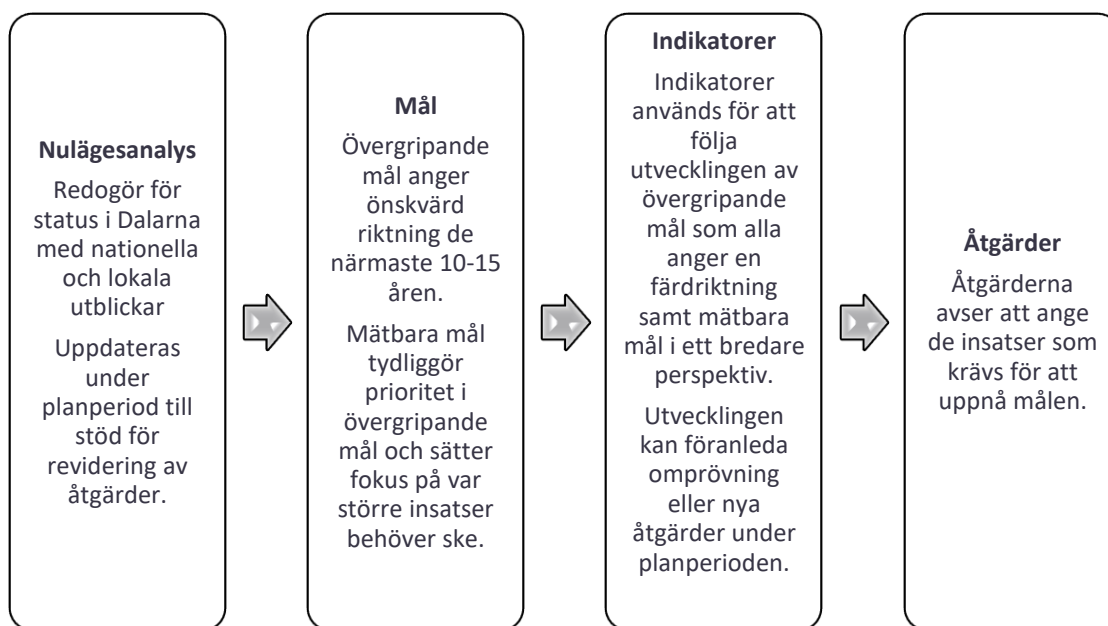 Nulägesanalys
Redogör för
status i Dalarna
med nationella
och lokala
utblickar
Uppdateras
under
planperiod till
stöd för
revidering av
åtgärder.
Mål
Övergripande
mål anger
önskvärd
riktning de
närmaste 10-15
åren.
Mätbara mål
tydliggör
prioritet i
övergripande
mål och sätter
fokus på var
större insatser
behöver ske.
Indikatorer
Indikatorer
används för att
följa
utvecklingen av
övergripande
mål som alla
anger en
färdriktning
samt mätbara
mål i ett bredare
perspektiv.
Utvecklingen
kan föranleda
omprövning
eller nya
åtgärder under
planperioden.
Åtgärder
Åtgärderna
avser att ange
de insatser som
krävs för att
uppnå målen.